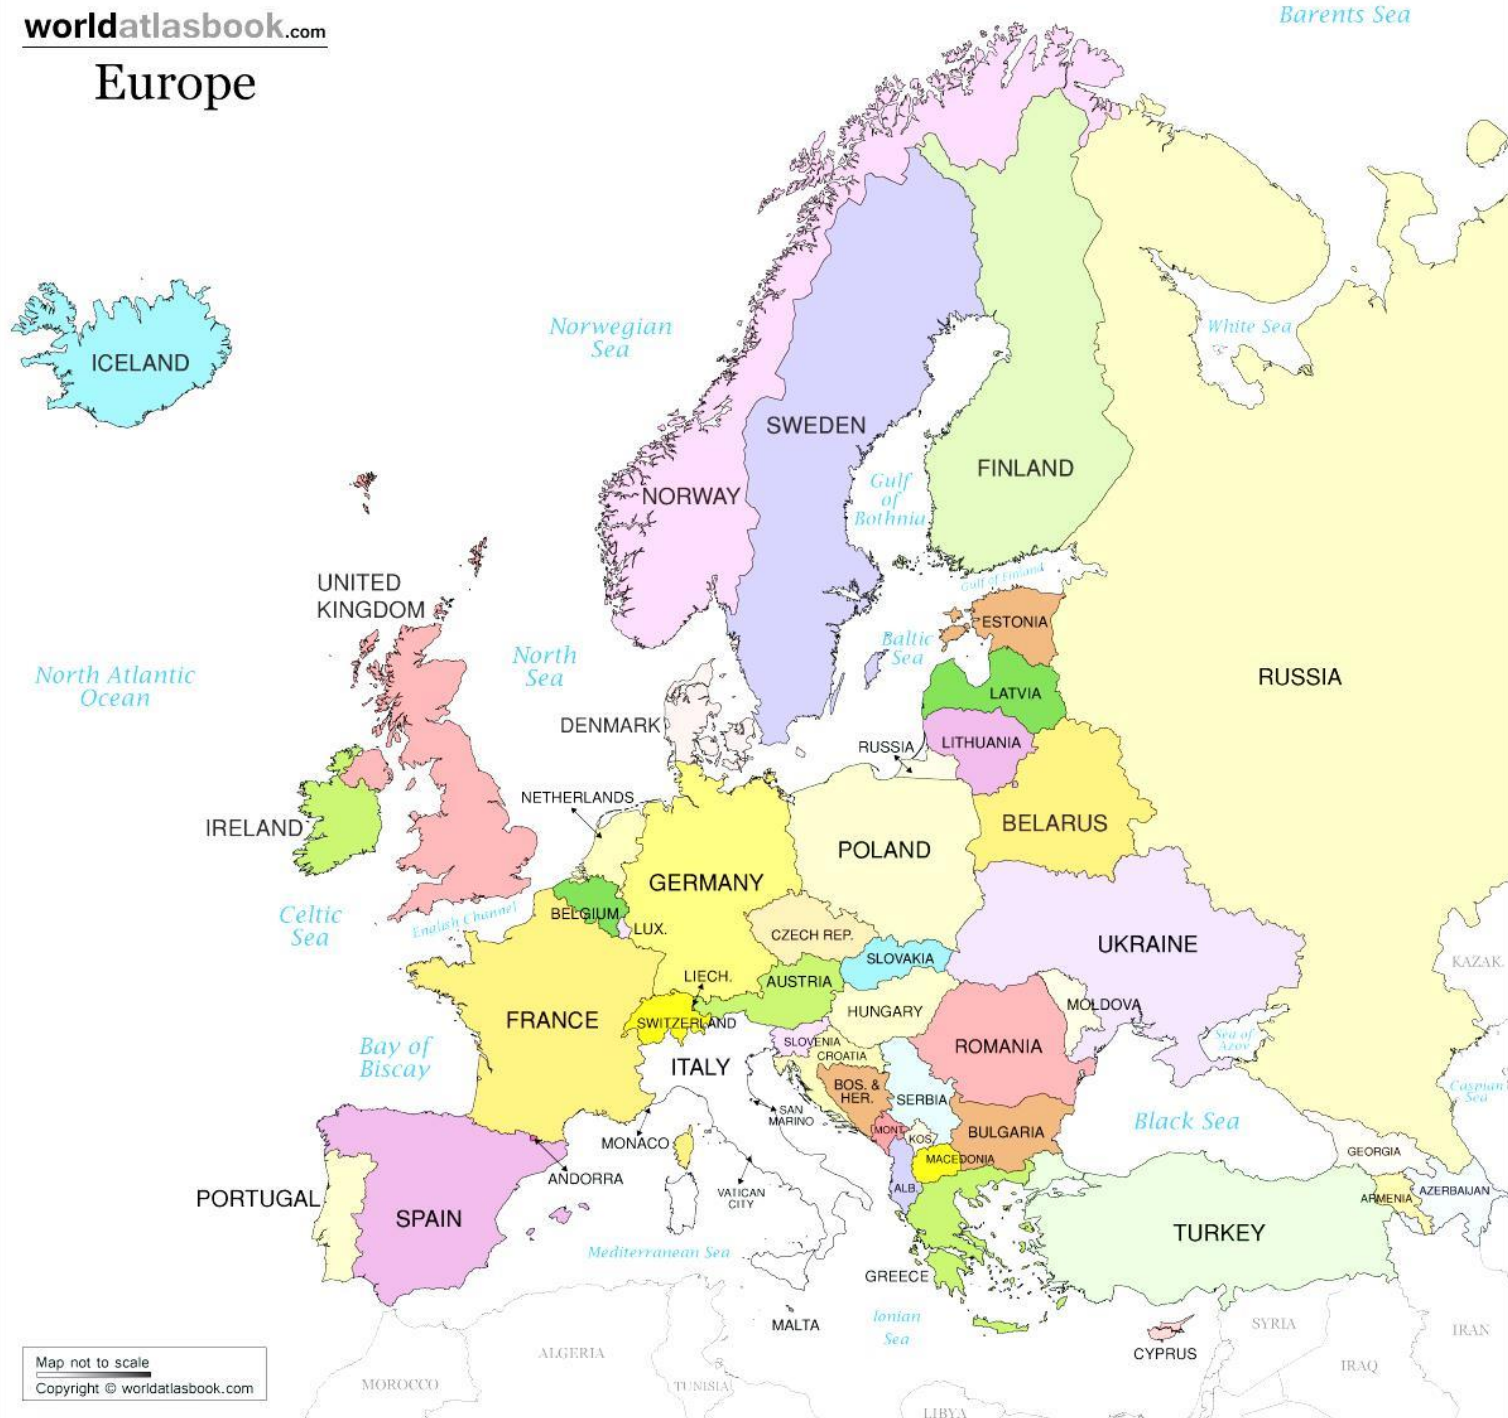 worldatlasbook.com
Europe
Barents Sea
Norwegian
Sea
White Sea
ICELAND
SWEDEN
FINLAND
NORWAY
Gulf
of
Bothnia
UNITED
KINGDOM
Gulf of Finland
ESTONIA
Baltic
Sea
North
Sea
North Atlantic
Ocean
RUSSIA
LATVIA
DENMARK
LITHUANIA
RUSSIA
NETHERLANDS
IRELAND
BELARUS
POLAND
GERMANY
Celtic
Sea
English Channel
BELGIUM
LUX.
CZECH REP.
UKRAINE
SLOVAKIA
KAZAK.
LIECH.
AUSTRIA
MOLDOVA
HUNGARY
FRANCE
SWITZERLAND
Sea of
Azov
SLOVENIA
CROATIA
ROMANIA
Bay of
Biscay
ITALY
BOS. &
HER.
SERBIA
Caspian
Sea
SAN
MARINO
Black Sea
MONT.
KOS.
BULGARIA
MONACO
GEORGIA
MACEDONIA
ANDORRA
ALB.
ARMENIA
AZERBAIJAN
VATICAN
CITY
PORTUGAL
SPAIN
TURKEY
Mediterranean Sea
GREECE
Ionian
Sea
MALTA
SYRIA
IRAN
CYPRUS
ALGERIA
IRAQ
MOROCCO
TUNISIA
LIBYA
Map not to scale
Copyright © worldatlasbook.com